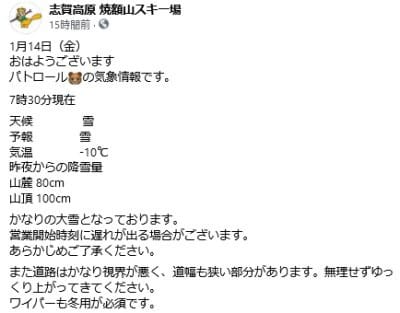 志賀高原 焼額山スキー場
15時間前・
1月14日（金）
おはようございます
パトロール🐻の気象情報です。
7時30分現在
天候 雪
予報 雪
気温 -10℃
昨夜からの降雪量
山麓 80cm
山頂 100cm
かなりの大雪となっております。
営業開始時刻に遅れが出る場合がございます。
あらかじめご了承ください。
また道路はかなり視界が悪く、道幅も狭い部分があります。無理せずゆっ
くり上がってきてください。
ワイパーも冬用が必須です。